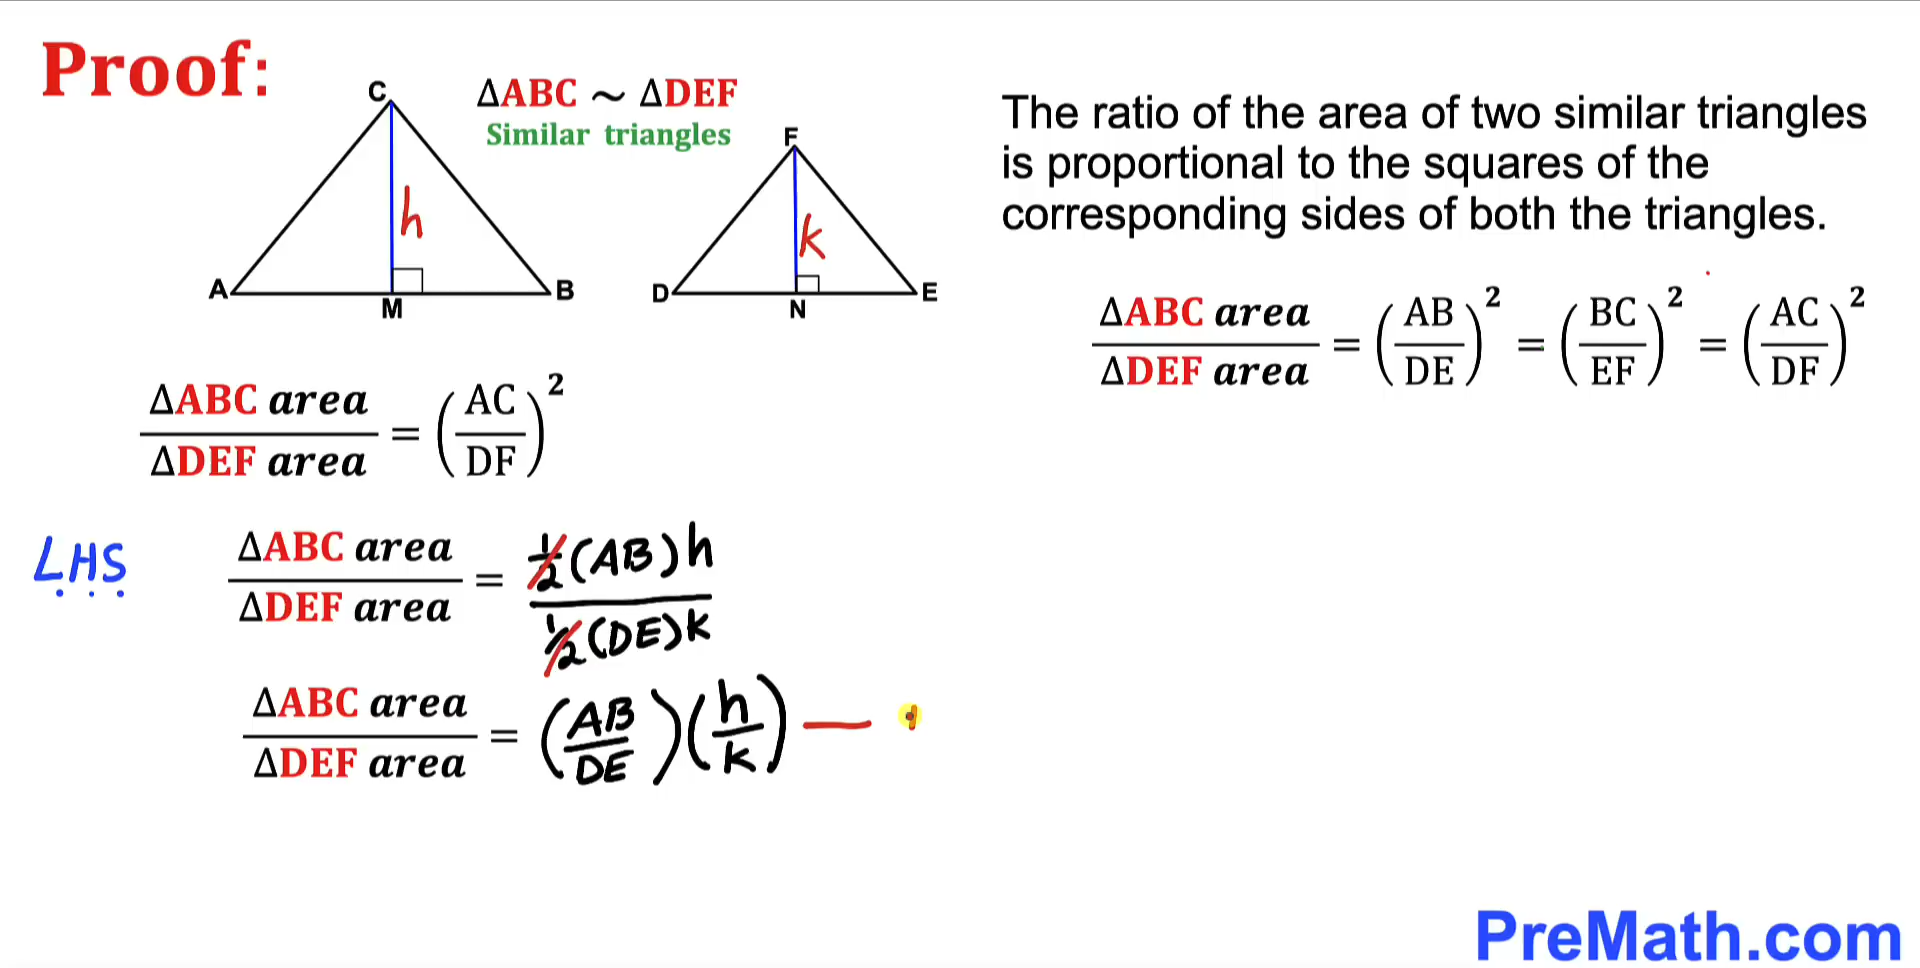 Proof:
C
ΔABC ~ ΔDEF
Similar triangles
F
h
k
A
M
B
D
N
E
The ratio of the area of two similar triangles
is proportional to the squares of the
corresponding sides of both the triangles.
ΔABC area / ΔDEF area = (AB/DE)² = (BC/EF)² = (AC/DF)²
ΔABC area / ΔDEF area = (AC/DF)²
LHS
ΔABC area / ΔDEF area = ½(AB)h / ½(DE)k
ΔABC area / ΔDEF area = (AB/DE)(h/k) —
PreMath.com